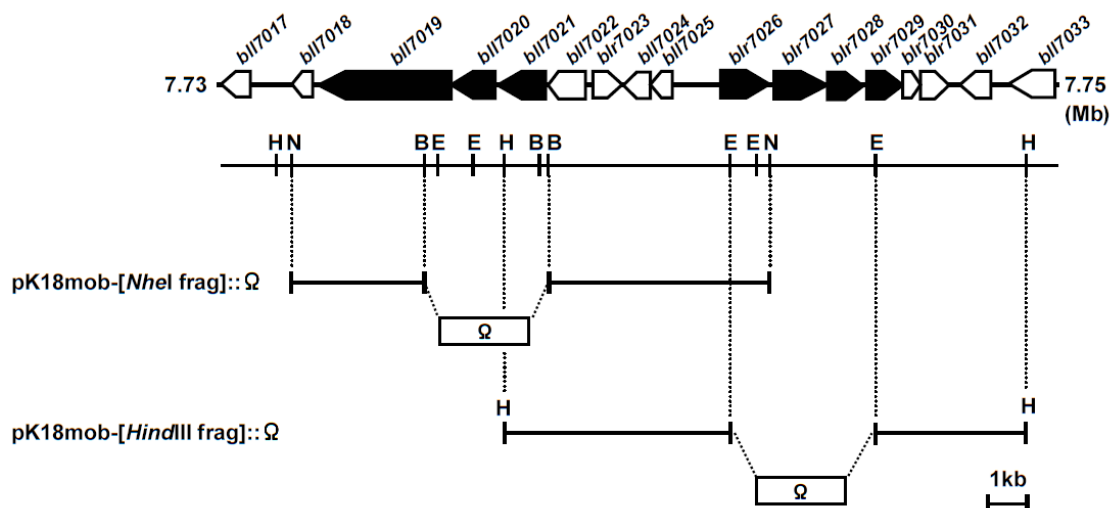 bll7017 bll7018 bll7019 bll7020 bll7021 bll7022 blr7023 bll7024 bll7025 blr7026 blr7027 blr7028 blr7029 blr7030 blr7031 bll7032 bll7033
7.73 7.75
(Mb)
H N B E E H B B E E N E H
pK18mob-[NheI frag]::Ω
Ω
H H
pK18mob-[HindIII frag]::Ω
1kb
Ω